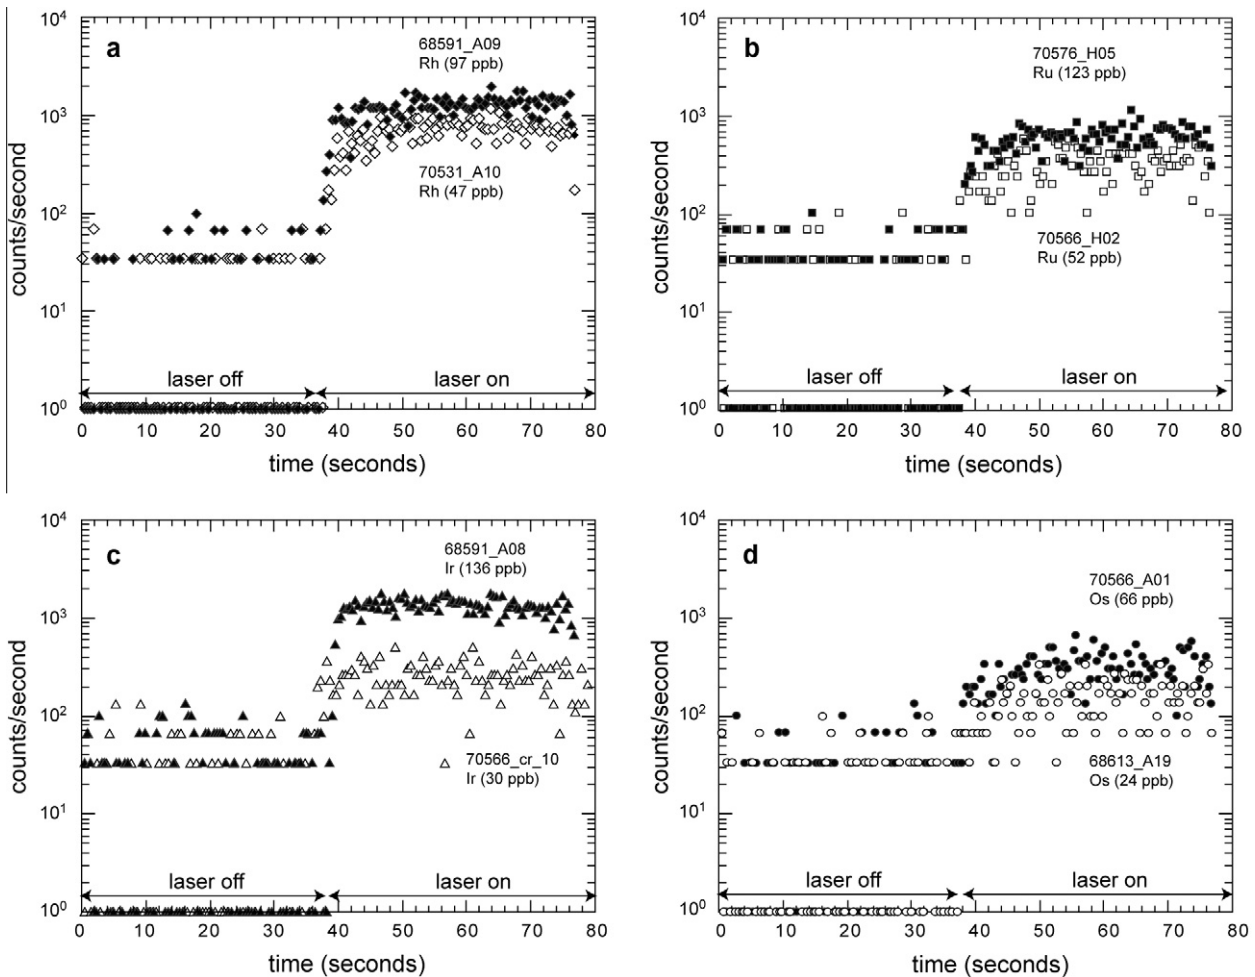 a
68591_A09
Rh (97 ppb)
70531_A10
Rh (47 ppb)
laser off
laser on
counts/second
10⁴
10³
10²
10¹
10⁰
0 10 20 30 40 50 60 70 80
time (seconds)
b
70576_H05
Ru (123 ppb)
70566_H02
Ru (52 ppb)
laser off
laser on
counts/second
10⁴
10³
10²
10¹
10⁰
0 10 20 30 40 50 60 70 80
time (seconds)
c
68591_A08
Ir (136 ppb)
70566_cr_10
Ir (30 ppb)
laser off
laser on
counts/second
10⁴
10³
10²
10¹
10⁰
0 10 20 30 40 50 60 70 80
time (seconds)
d
70566_A01
Os (66 ppb)
68613_A19
Os (24 ppb)
laser off
laser on
counts/second
10⁴
10³
10²
10¹
10⁰
0 10 20 30 40 50 60 70 80
time (seconds)